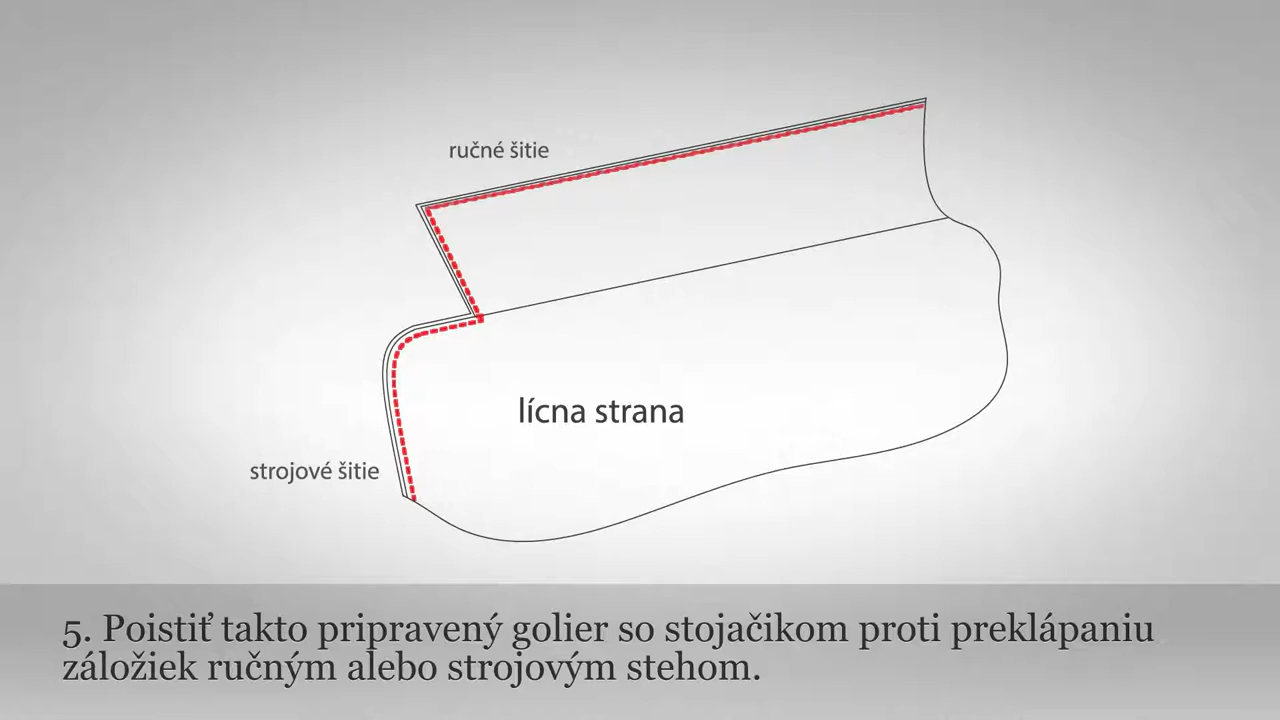 ručné šitie
lícna strana
strojové šitie
5. Poistiť takto pripravený golier so stojačikom proti preklápaniu
záložiek ručným alebo strojovým stehom.